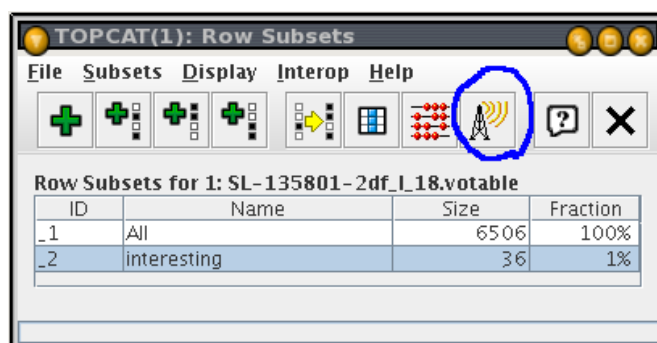 TOPCAT(1): Row Subsets
File Subsets Display Interop Help
Row Subsets for 1: SL-135801-2df_l_18.votable
ID Name Size Fraction
_1 All 6506 100%
_2 interesting 36 1%